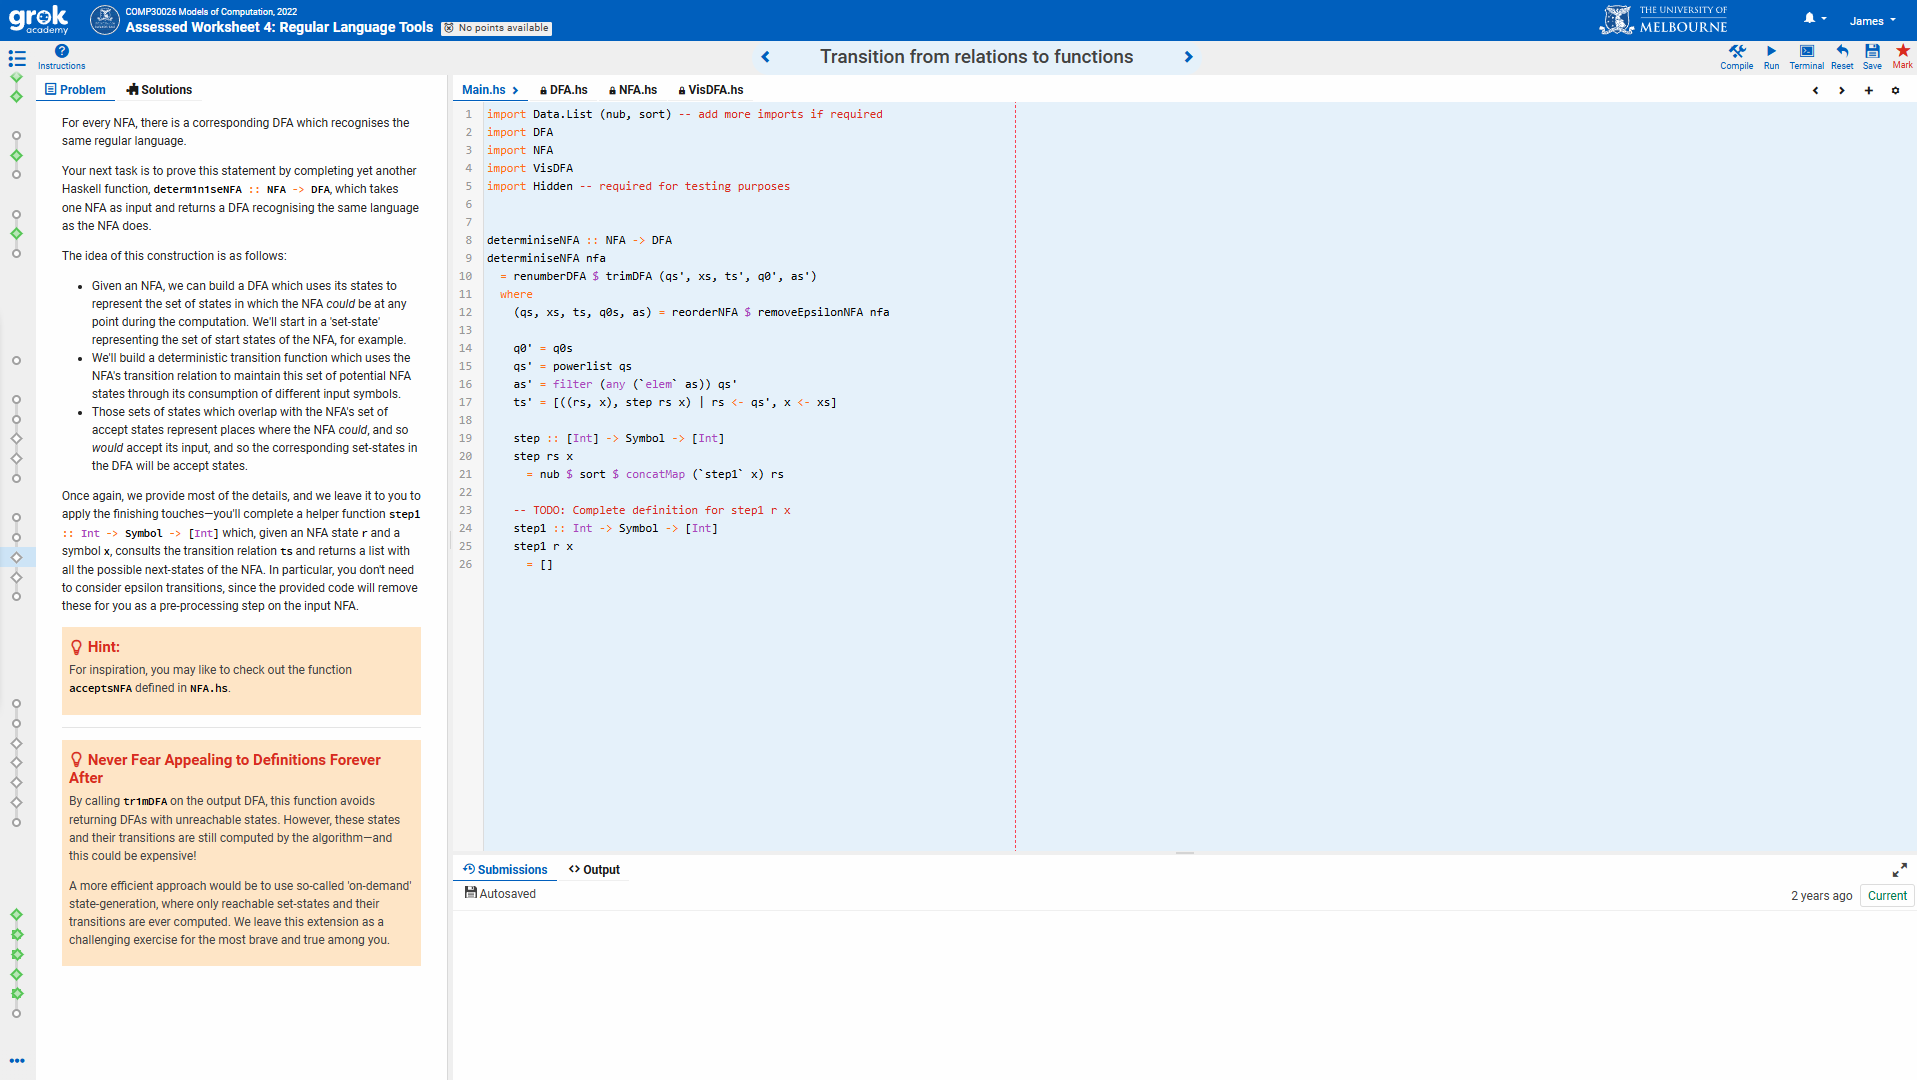 grok
academy
COMP30026 Models of Computation, 2022
Assessed Worksheet 4: Regular Language Tools
No points available
THE UNIVERSITY OF
MELBOURNE
James
Instructions
Transition from relations to functions
Compile
Run
Terminal
Reset
Save
Mark
Problem
Solutions
For every NFA, there is a corresponding DFA which recognises the
same regular language.
Your next task is to prove this statement by completing yet another
Haskell function, determ1n1seNFA :: NFA -> DFA, which takes
one NFA as input and returns a DFA recognising the same language
as the NFA does.
The idea of this construction is as follows:
• Given an NFA, we can build a DFA which uses its states to
represent the set of states in which the NFA could be at any
point during the computation. We'll start in a 'set-state'
representing the set of start states of the NFA, for example.
• We'll build a deterministic transition function which uses the
NFA's transition relation to maintain this set of potential NFA
states through its consumption of different input symbols.
• Those sets of states which overlap with the NFA's set of
accept states represent places where the NFA could, and so
would accept its input, and so the corresponding set-states in
the DFA will be accept states.
Once again, we provide most of the details, and we leave it to you to
apply the finishing touches—you'll complete a helper function step1
:: Int -> Symbol -> [Int] which, given an NFA state r and a
symbol x, consults the transition relation ts and returns a list with
all the possible next-states of the NFA. In particular, you don't need
to consider epsilon transitions, since the provided code will remove
these for you as a pre-processing step on the input NFA.
Hint:
For inspiration, you may like to check out the function
acceptsNFA defined in NFA.hs.
Never Fear Appealing to Definitions Forever
After
By calling tr1mDFA on the output DFA, this function avoids
returning DFAs with unreachable states. However, these states
and their transitions are still computed by the algorithm—and
this could be expensive!
A more efficient approach would be to use so-called 'on-demand'
state-generation, where only reachable set-states and their
transitions are ever computed. We leave this extension as a
challenging exercise for the most brave and true among you.
Main.hs
DFA.hs
NFA.hs
VisDFA.hs
1 import Data.List (nub, sort) -- add more imports if required
2 import DFA
3 import NFA
4 import VisDFA
5 import Hidden -- required for testing purposes
6
7
8 determiniseNFA :: NFA -> DFA
9 determiniseNFA nfa
10   = renumberDFA $ trimDFA (qs', xs, ts', q0', as')
11   where
12     (qs, xs, ts, q0s, as) = reorderNFA $ removeEpsilonNFA nfa
13
14     q0' = q0s
15     qs' = powerlist qs
16     as' = filter (any (`elem` as)) qs'
17     ts' = [((rs, x), step rs x) | rs <- qs', x <- xs]
18
19     step :: [Int] -> Symbol -> [Int]
20     step rs x
21       = nub $ sort $ concatMap (`step1` x) rs
22
23     -- TODO: Complete definition for step1 r x
24     step1 :: Int -> Symbol -> [Int]
25     step1 r x
26       = []
Submissions
Output
Autosaved
2 years ago
Current